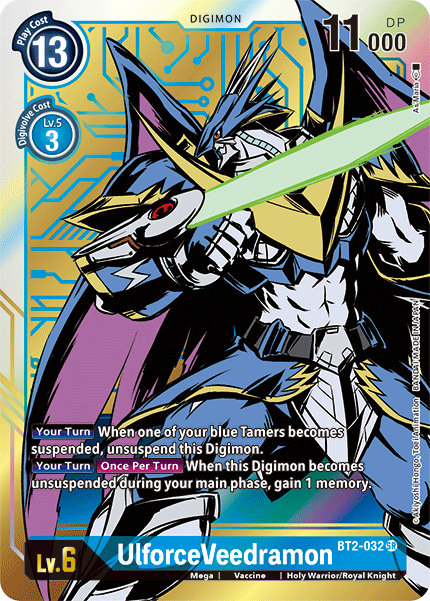 Play Cost
13
DIGIMON
11000
DP
Digivolve Cost
Lv.5
3
As'Maria
Your Turn When one of your blue Tamers becomes
suspended, unsuspend this Digimon.
Your Turn Once Per Turn When this Digimon becomes
unsuspended during your main phase, gain 1 memory.
© Akiyoshi Hongo, Toei Animation BANDAI MADE IN JAPAN
Lv.6
UlforceVeedramon
BT2-032 SR
Mega | Vaccine | Holy Warrior/Royal Knight